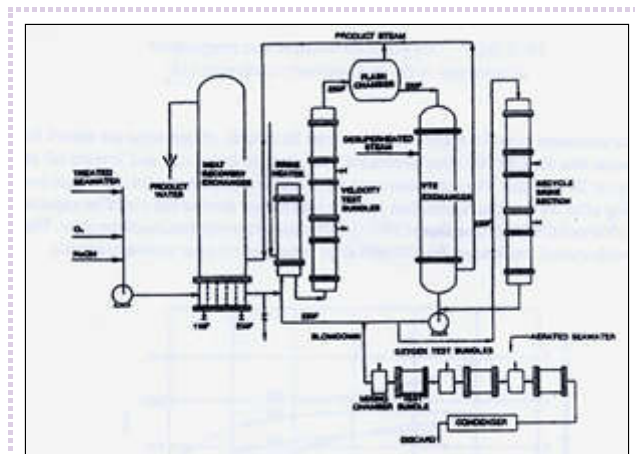 PRODUCT STEAM
FLASH
CHAMBER
TREATED
SEAWATER
PRODUCT
WATER
HEAT
RECOVERY
EXCHANGER
BRINE
HEATER
DESUPERHEATED
STEAM
VELOCITY
TEST
BUNDLES
VTE
EXCHANGER
RECYCLE
BRINE
SECTION
O₂
NaOH
BLOWDOWN
OXYGEN TEST BUNDLES
AERATED SEAWATER
MIXING
CHAMBER
TEST
BUNDLE
CONDENSER
DISCARD